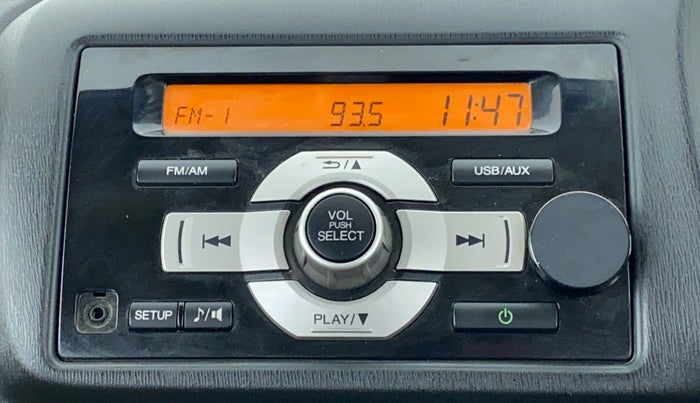 FM-1 93.5 11:47
FM/AM
⮌/▲
USB/AUX
VOL
PUSH
SELECT
SETUP
♪/🔈
PLAY/▼